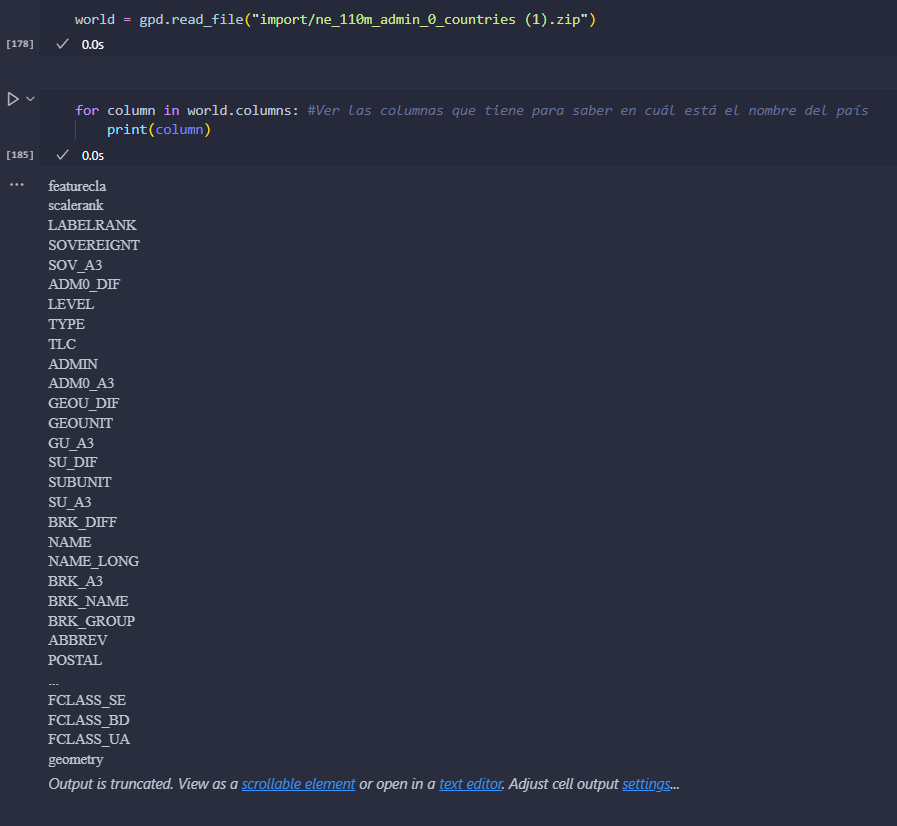 world = gpd.read_file("import/ne_110m_admin_0_countries (1).zip")
[178] ✓ 0.0s
for column in world.columns: #Ver las columnas que tiene para saber en cuál está el nombre del país
    print(column)
[185] ✓ 0.0s
... featurecla
scalerank
LABELRANK
SOVEREIGNT
SOV_A3
ADM0_DIF
LEVEL
TYPE
TLC
ADMIN
ADM0_A3
GEOU_DIF
GEOUNIT
GU_A3
SU_DIF
SUBUNIT
SU_A3
BRK_DIFF
NAME
NAME_LONG
BRK_A3
BRK_NAME
BRK_GROUP
ABBREV
POSTAL
...
FCLASS_SE
FCLASS_BD
FCLASS_UA
geometry
Output is truncated. View as a scrollable element or open in a text editor. Adjust cell output settings...